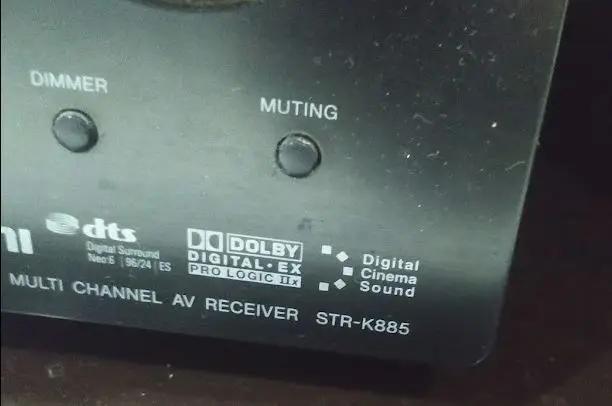 DIMMER
MUTING
dts
Digital Surround
Neo:6 | 96/24 | ES
DOLBY
DIGITAL·EX
PRO LOGIC IIx
Digital
Cinema
Sound
MULTI CHANNEL AV RECEIVER STR-K885